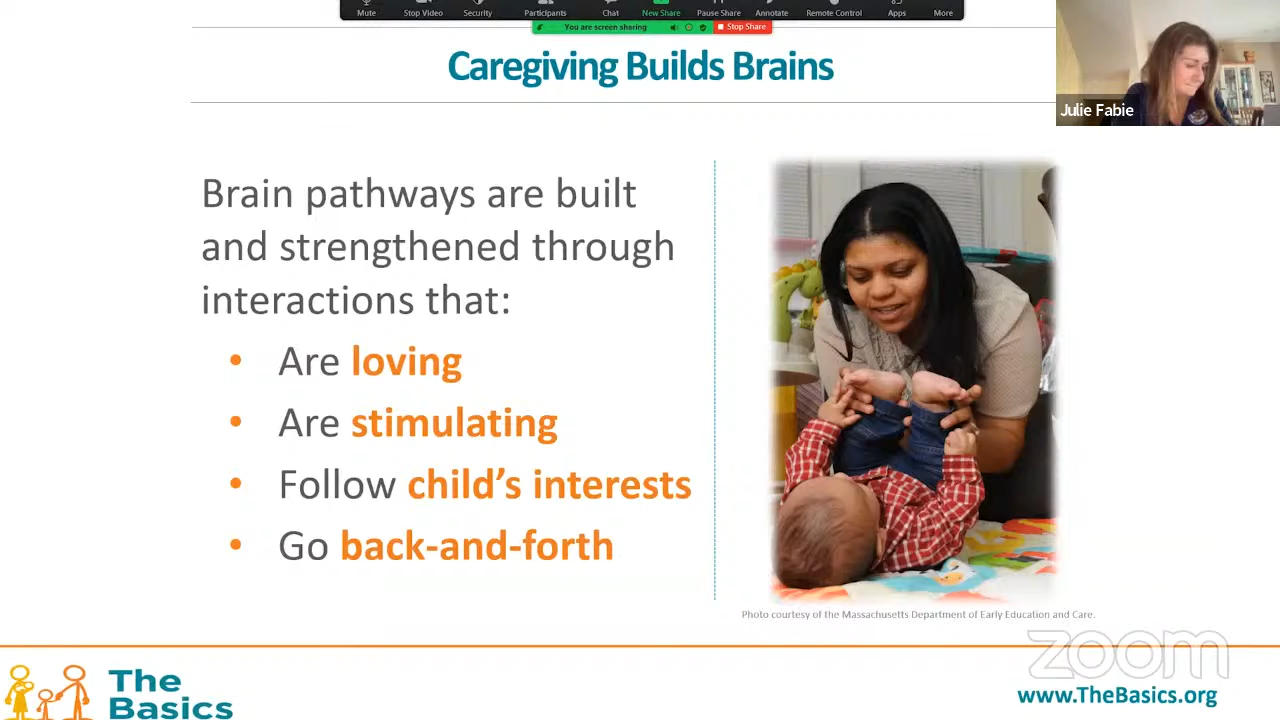 Mute Stop Video Security Participants Chat New Share Pause Share Annotate Remote Control Apps More
You are screen sharing Stop Share
Caregiving Builds Brains
Julie Fabie
Brain pathways are built
and strengthened through
interactions that:
• Are loving
• Are stimulating
• Follow child’s interests
• Go back-and-forth
Photo courtesy of the Massachusetts Department of Early Education and Care.
zoom
The
Basics
www.TheBasics.org